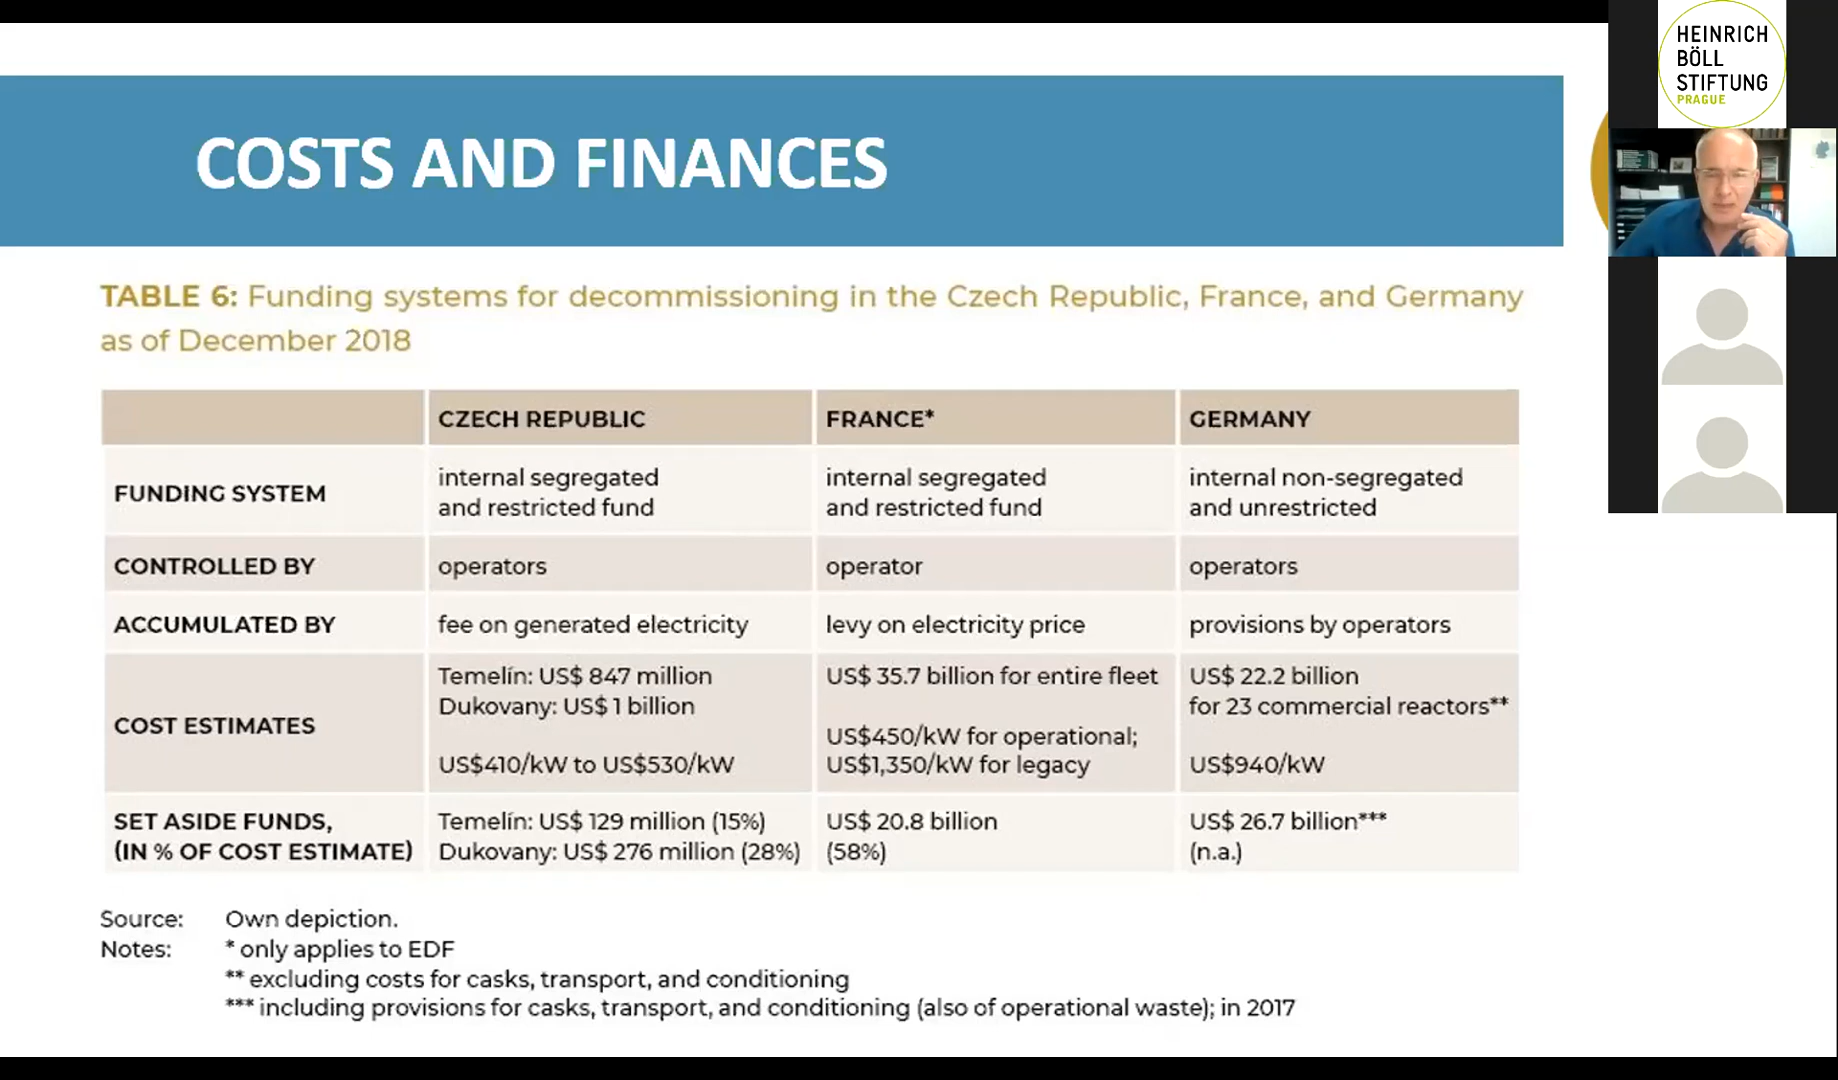 HEINRICH
BÖLL
STIFTUNG
PRAGUE
COSTS AND FINANCES
TABLE 6: Funding systems for decommissioning in the Czech Republic, France, and Germany
as of December 2018
CZECH REPUBLIC
FRANCE*
GERMANY
FUNDING SYSTEM
internal segregated
and restricted fund
internal segregated
and restricted fund
internal non-segregated
and unrestricted
CONTROLLED BY
operators
operator
operators
ACCUMULATED BY
fee on generated electricity
levy on electricity price
provisions by operators
COST ESTIMATES
Temelín: US$ 847 million
Dukovany: US$ 1 billion
US$410/kW to US$530/kW
US$ 35.7 billion for entire fleet
US$450/kW for operational;
US$1,350/kW for legacy
US$ 22.2 billion
for 23 commercial reactors**
US$940/kW
SET ASIDE FUNDS,
(IN % OF COST ESTIMATE)
Temelín: US$ 129 million (15%)
Dukovany: US$ 276 million (28%)
US$ 20.8 billion
(58%)
US$ 26.7 billion***
(n.a.)
Source: Own depiction.
Notes: * only applies to EDF
** excluding costs for casks, transport, and conditioning
*** including provisions for casks, transport, and conditioning (also of operational waste); in 2017